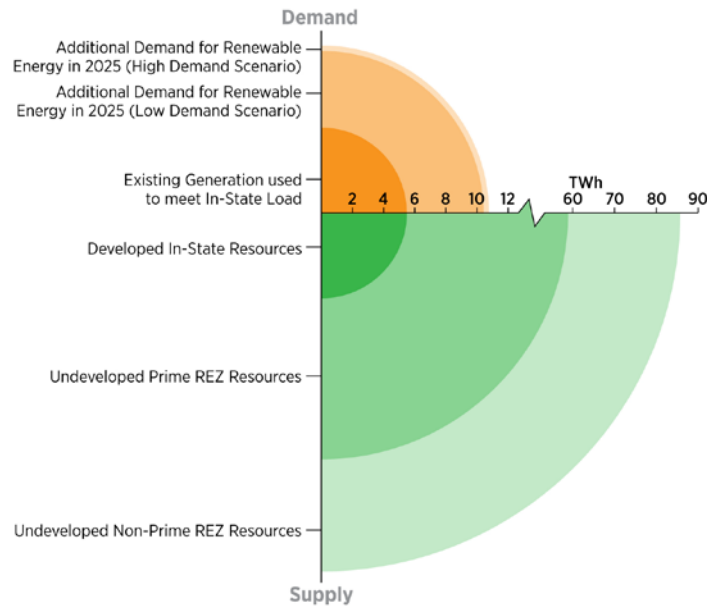 Demand
Additional Demand for Renewable
Energy in 2025 (High Demand Scenario)
Additional Demand for Renewable
Energy in 2025 (Low Demand Scenario)
Existing Generation used
to meet In-State Load
TWh
2 4 6 8 10 12 60 70 80 90
Developed In-State Resources
Undeveloped Prime REZ Resources
Undeveloped Non-Prime REZ Resources
Supply